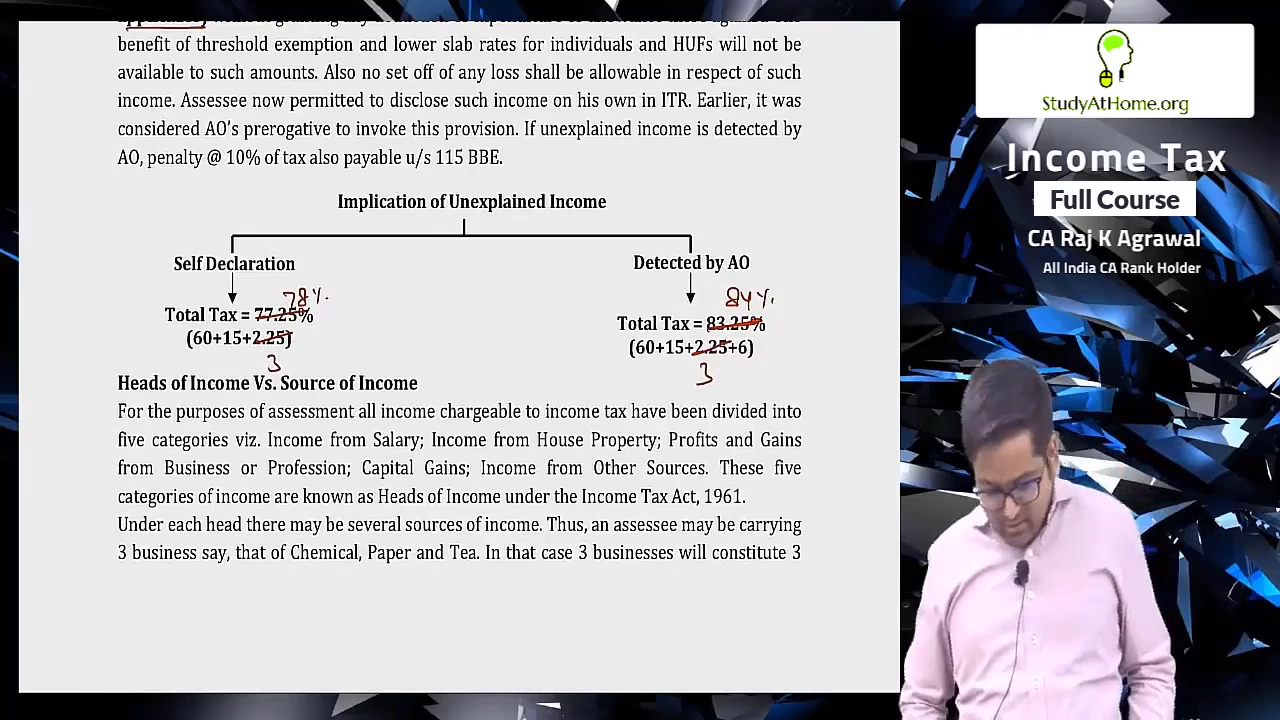 benefit of threshold exemption and lower slab rates for individuals and HUFs will not be
available to such amounts. Also no set off of any loss shall be allowable in respect of such
income. Assessee now permitted to disclose such income on his own in ITR. Earlier, it was
considered AO's prerogative to invoke this provision. If unexplained income is detected by
AO, penalty @ 10% of tax also payable u/s 115 BBE.
Implication of Unexplained Income
Self Declaration
78%.
Total Tax = 77.25%
(60+15+2.25)
3
Detected by AO
84%.
Total Tax = 83.25%
(60+15+2.25+6)
3
Heads of Income Vs. Source of Income
For the purposes of assessment all income chargeable to income tax have been divided into
five categories viz. Income from Salary; Income from House Property; Profits and Gains
from Business or Profession; Capital Gains; Income from Other Sources. These five
categories of income are known as Heads of Income under the Income Tax Act, 1961.
Under each head there may be several sources of income. Thus, an assessee may be carrying
3 business say, that of Chemical, Paper and Tea. In that case 3 businesses will constitute 3
StudyAtHome.org
Income Tax
Full Course
CA Raj K Agrawal
All India CA Rank Holder